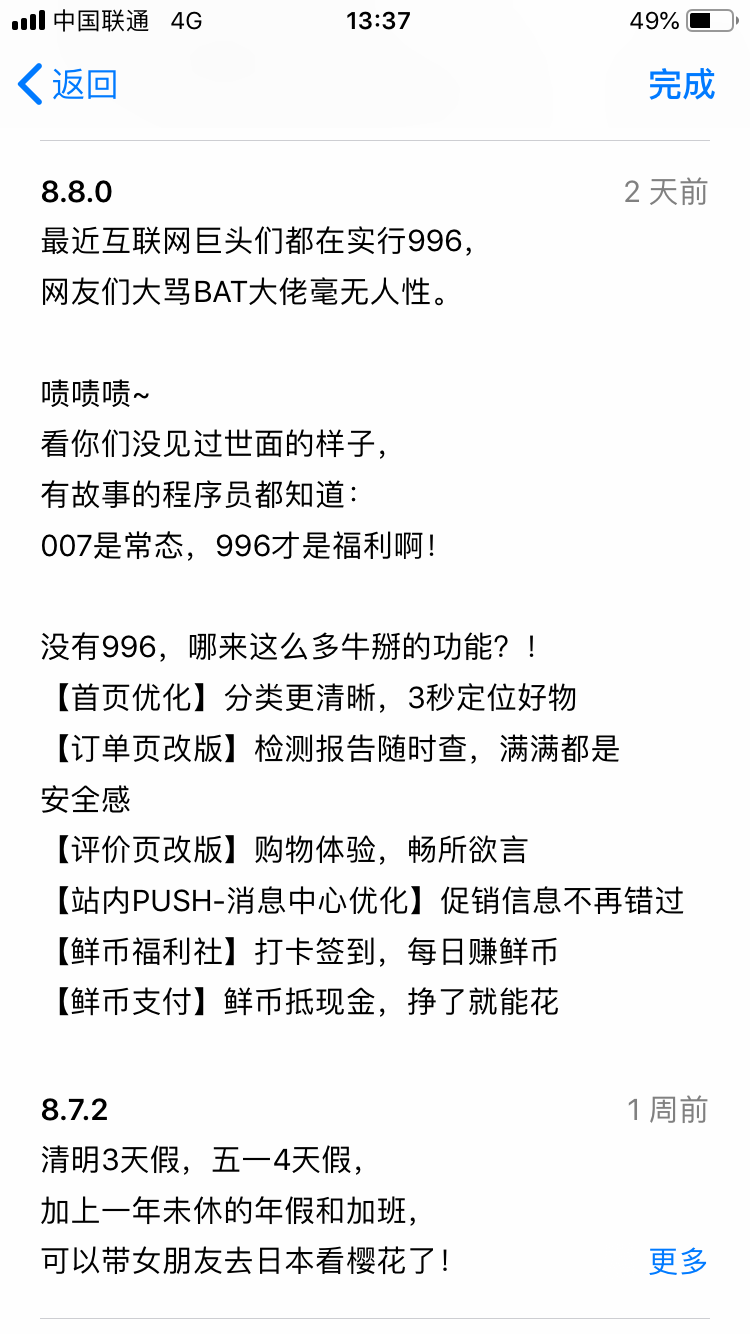 中国联通 4G 13:37 49%
返回 完成
8.8.0 2 天前
最近互联网巨头们都在实行996，
网友们大骂BAT大佬毫无人性。
啧啧啧~
看你们没见过世面的样子，
有故事的程序员都知道：
007是常态，996才是福利啊！
没有996，哪来这么多牛掰的功能？！
【首页优化】分类更清晰，3秒定位好物
【订单页改版】检测报告随时查，满满都是
安全感
【评价页改版】购物体验，畅所欲言
【站内PUSH-消息中心优化】促销信息不再错过
【鲜币福利社】打卡签到，每日赚鲜币
【鲜币支付】鲜币抵现金，挣了就能花
8.7.2 1 周前
清明3天假，五一4天假，
加上一年未休的年假和加班，
可以带女朋友去日本看樱花了！ 更多